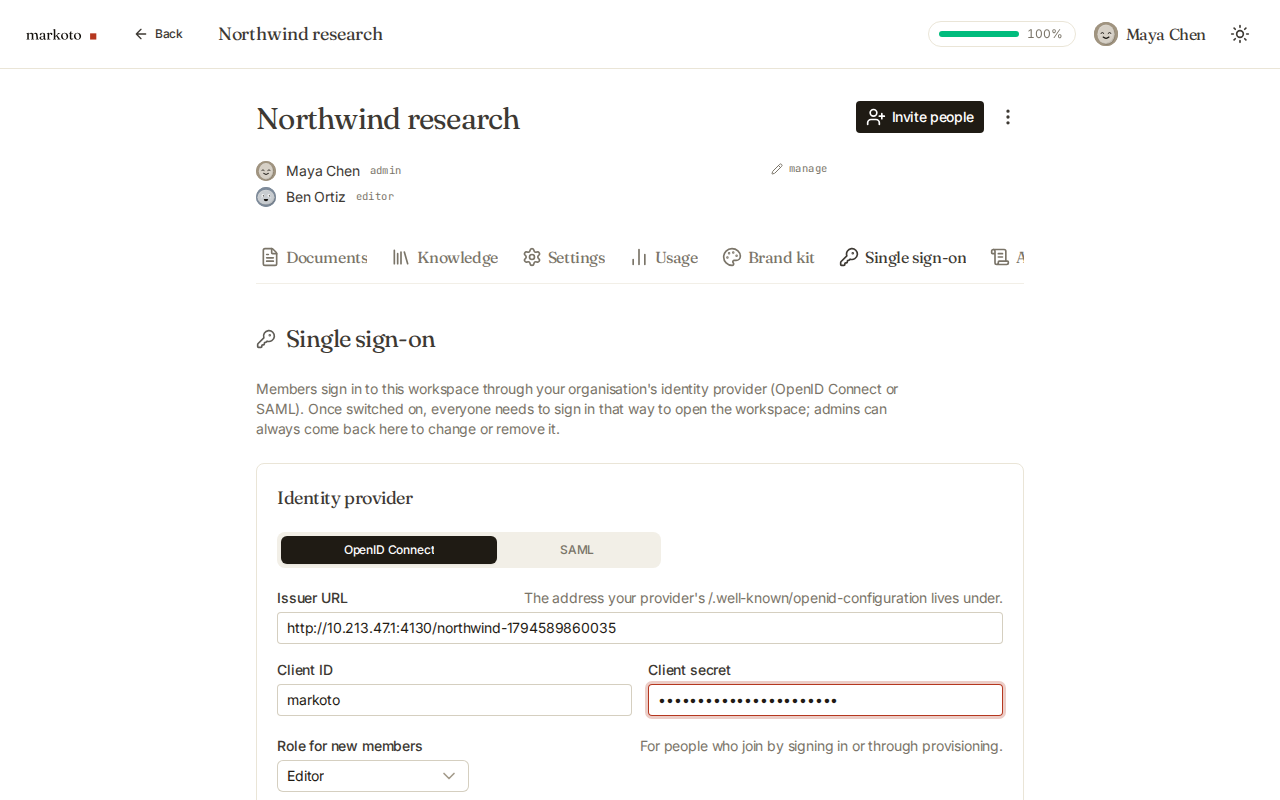 markoto
Back
Northwind research
100%
Maya Chen
Northwind research
Invite people
Maya Chen admin
manage
Ben Ortiz editor
Documents
Knowledge
Settings
Usage
Brand kit
Single sign-on
A
Single sign-on
Members sign in to this workspace through your organisation's identity provider (OpenID Connect or
SAML). Once switched on, everyone needs to sign in that way to open the workspace; admins can
always come back here to change or remove it.
Identity provider
OpenID Connect
SAML
Issuer URL
The address your provider's /.well-known/openid-configuration lives under.
http://10.213.47.1:4130/northwind-1794589860035
Client ID
Client secret
markoto
•••••••••••••••••••••••
Role for new members
For people who join by signing in or through provisioning.
Editor